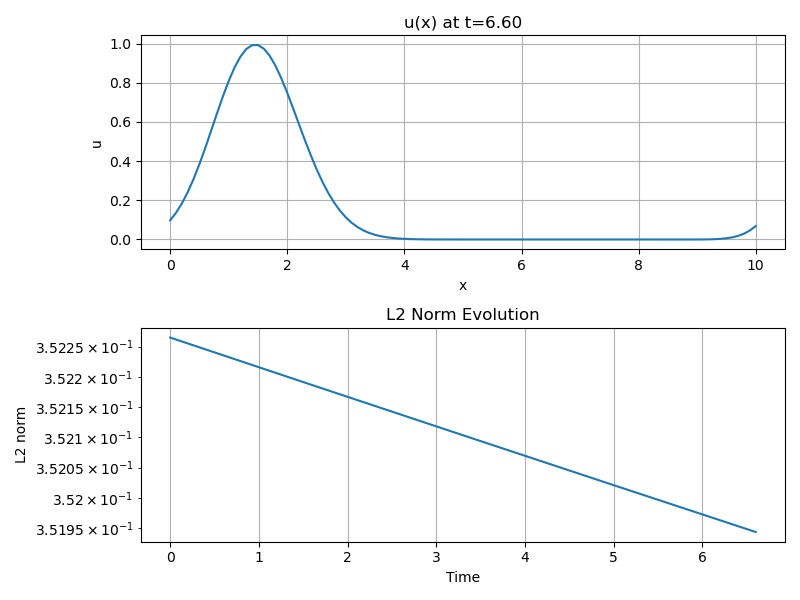 u(x) at t=6.60
1.0
0.8
0.6
0.4
0.2
0.0
u
0 2 4 6 8 10
x
L2 Norm Evolution
3.5225 × 10⁻¹
3.522 × 10⁻¹
3.5215 × 10⁻¹
3.521 × 10⁻¹
3.5205 × 10⁻¹
3.52 × 10⁻¹
3.5195 × 10⁻¹
L2 norm
0 1 2 3 4 5 6
Time